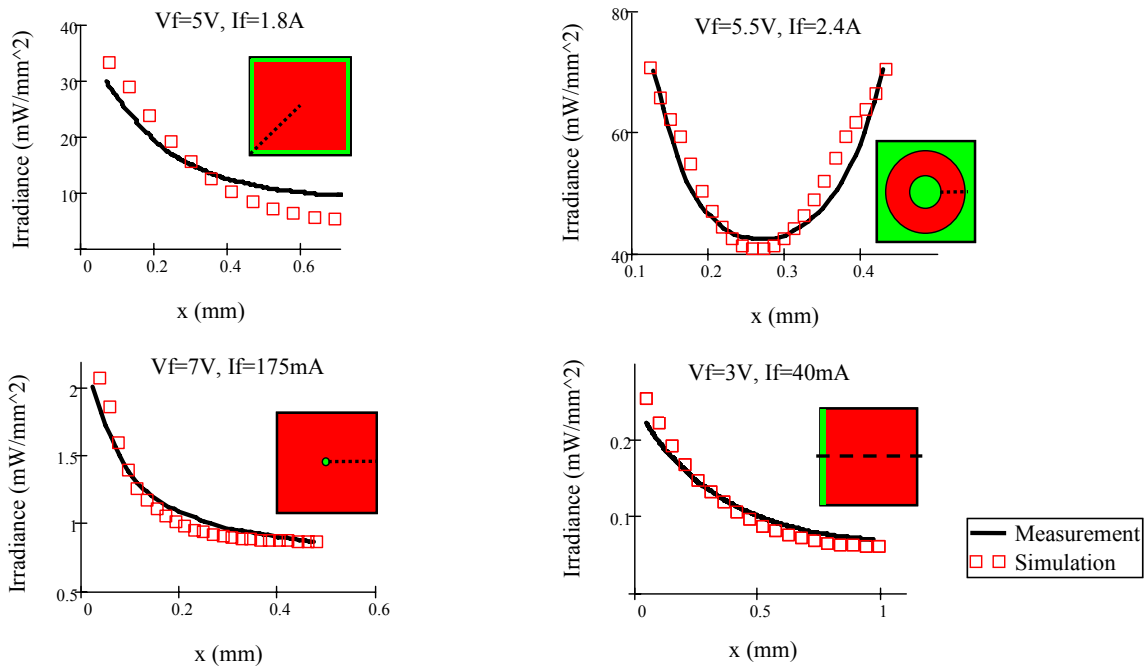 Vf=5V, If=1.8A
Irradiance (mW/mm^2)
40
30
20
10
0
0.2
0.4
0.6
x (mm)
Vf=5.5V, If=2.4A
Irradiance (mW/mm^2)
80
60
40
0.1
0.2
0.3
0.4
x (mm)
Vf=7V, If=175mA
Irradiance (mW/mm^2)
2
1.5
1
0.5
0
0.2
0.4
0.6
x (mm)
Vf=3V, If=40mA
Irradiance (mW/mm^2)
0.2
0.1
0
0.5
1
x (mm)
Measurement
Simulation